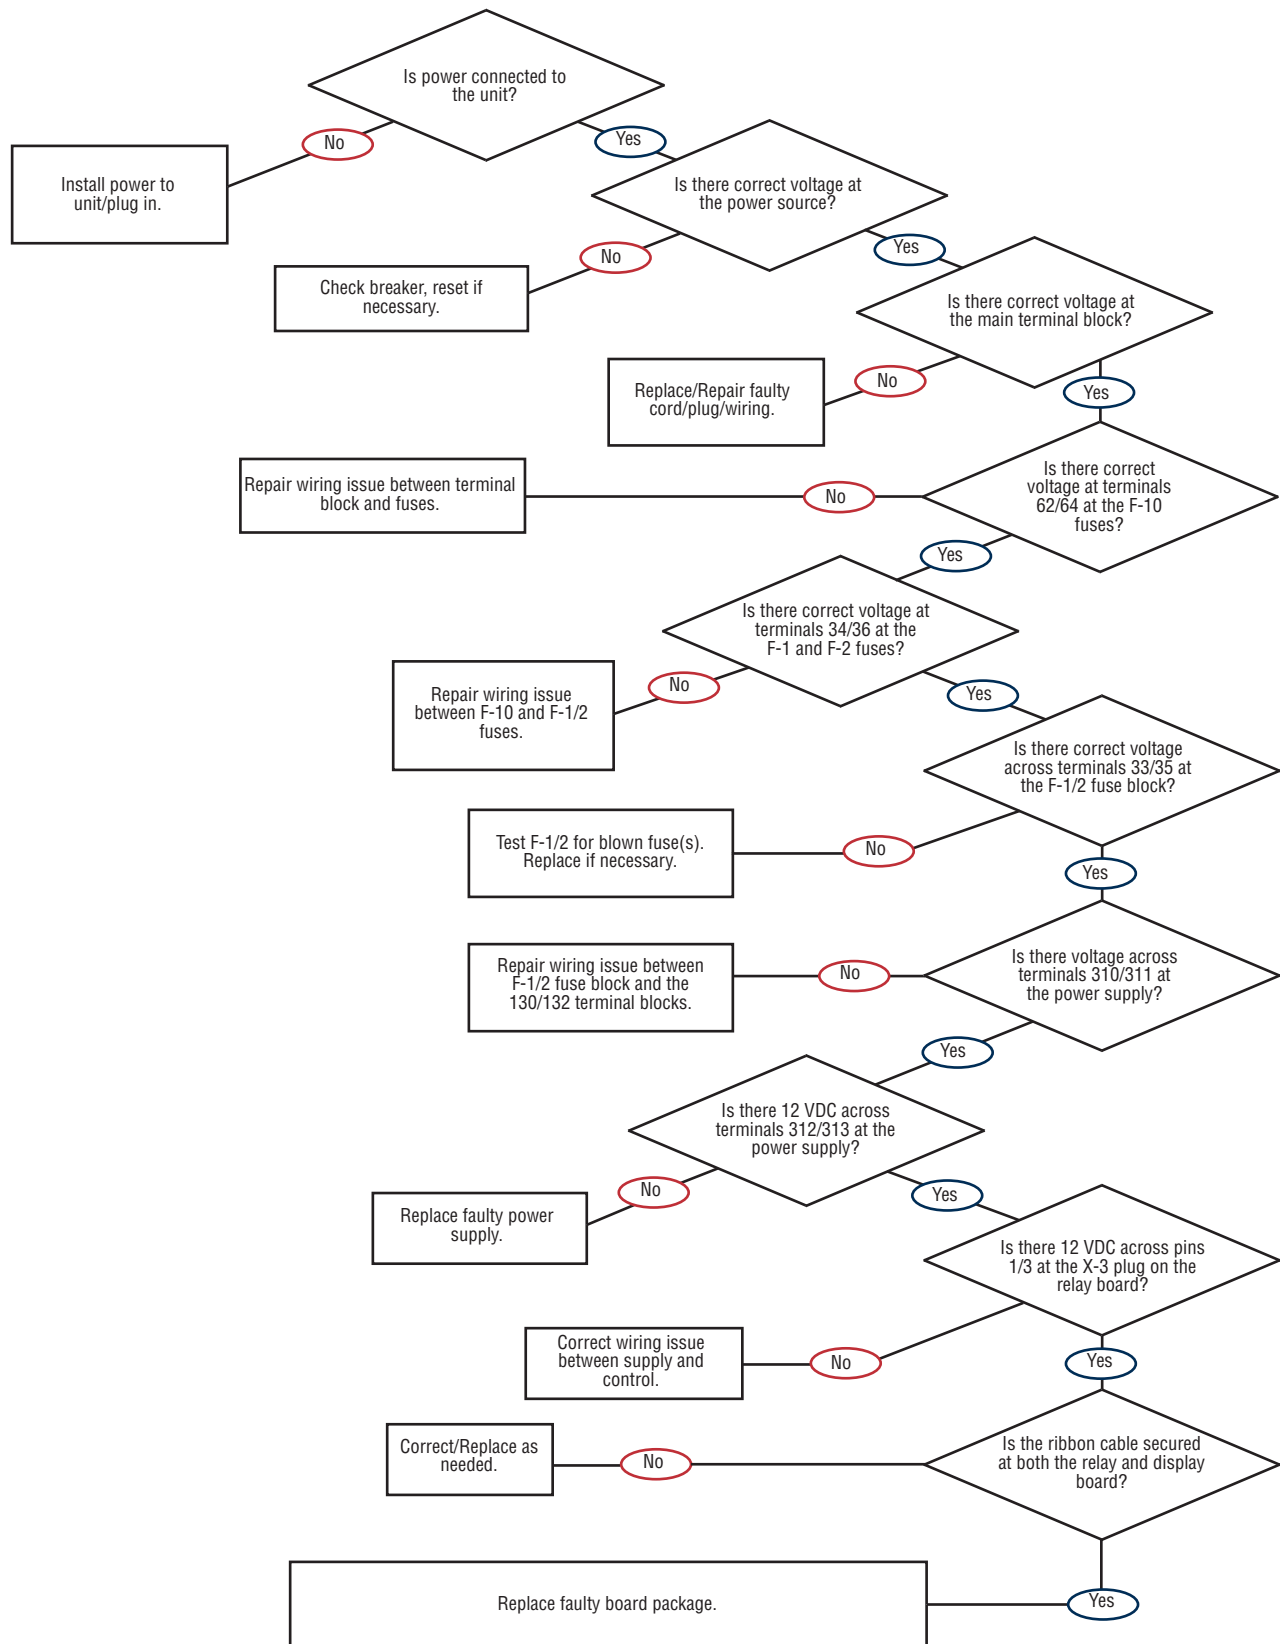 Is power connected to
the unit?
No
Yes
Install power to
unit/plug in.
Is there correct voltage at
the power source?
No
Yes
Check breaker, reset if
necessary.
Is there correct voltage at
the main terminal block?
No
Yes
Replace/Repair faulty
cord/plug/wiring.
Is there correct
voltage at terminals
62/64 at the F-10
fuses?
No
Repair wiring issue between terminal
block and fuses.
Yes
Is there correct voltage at
terminals 34/36 at the
F-1 and F-2 fuses?
No
Yes
Repair wiring issue
between F-10 and F-1/2
fuses.
Is there correct voltage
across terminals 33/35 at
the F-1/2 fuse block?
No
Yes
Test F-1/2 for blown fuse(s).
Replace if necessary.
Is there voltage across
terminals 310/311 at
the power supply?
No
Repair wiring issue between
F-1/2 fuse block and the
130/132 terminal blocks.
Yes
Is there 12 VDC across
terminals 312/313 at the
power supply?
No
Yes
Replace faulty power
supply.
Is there 12 VDC across pins
1/3 at the X-3 plug on the
relay board?
No
Yes
Correct wiring issue
between supply and
control.
Is the ribbon cable secured
at both the relay and display
board?
No
Correct/Replace as
needed.
Yes
Replace faulty board package.